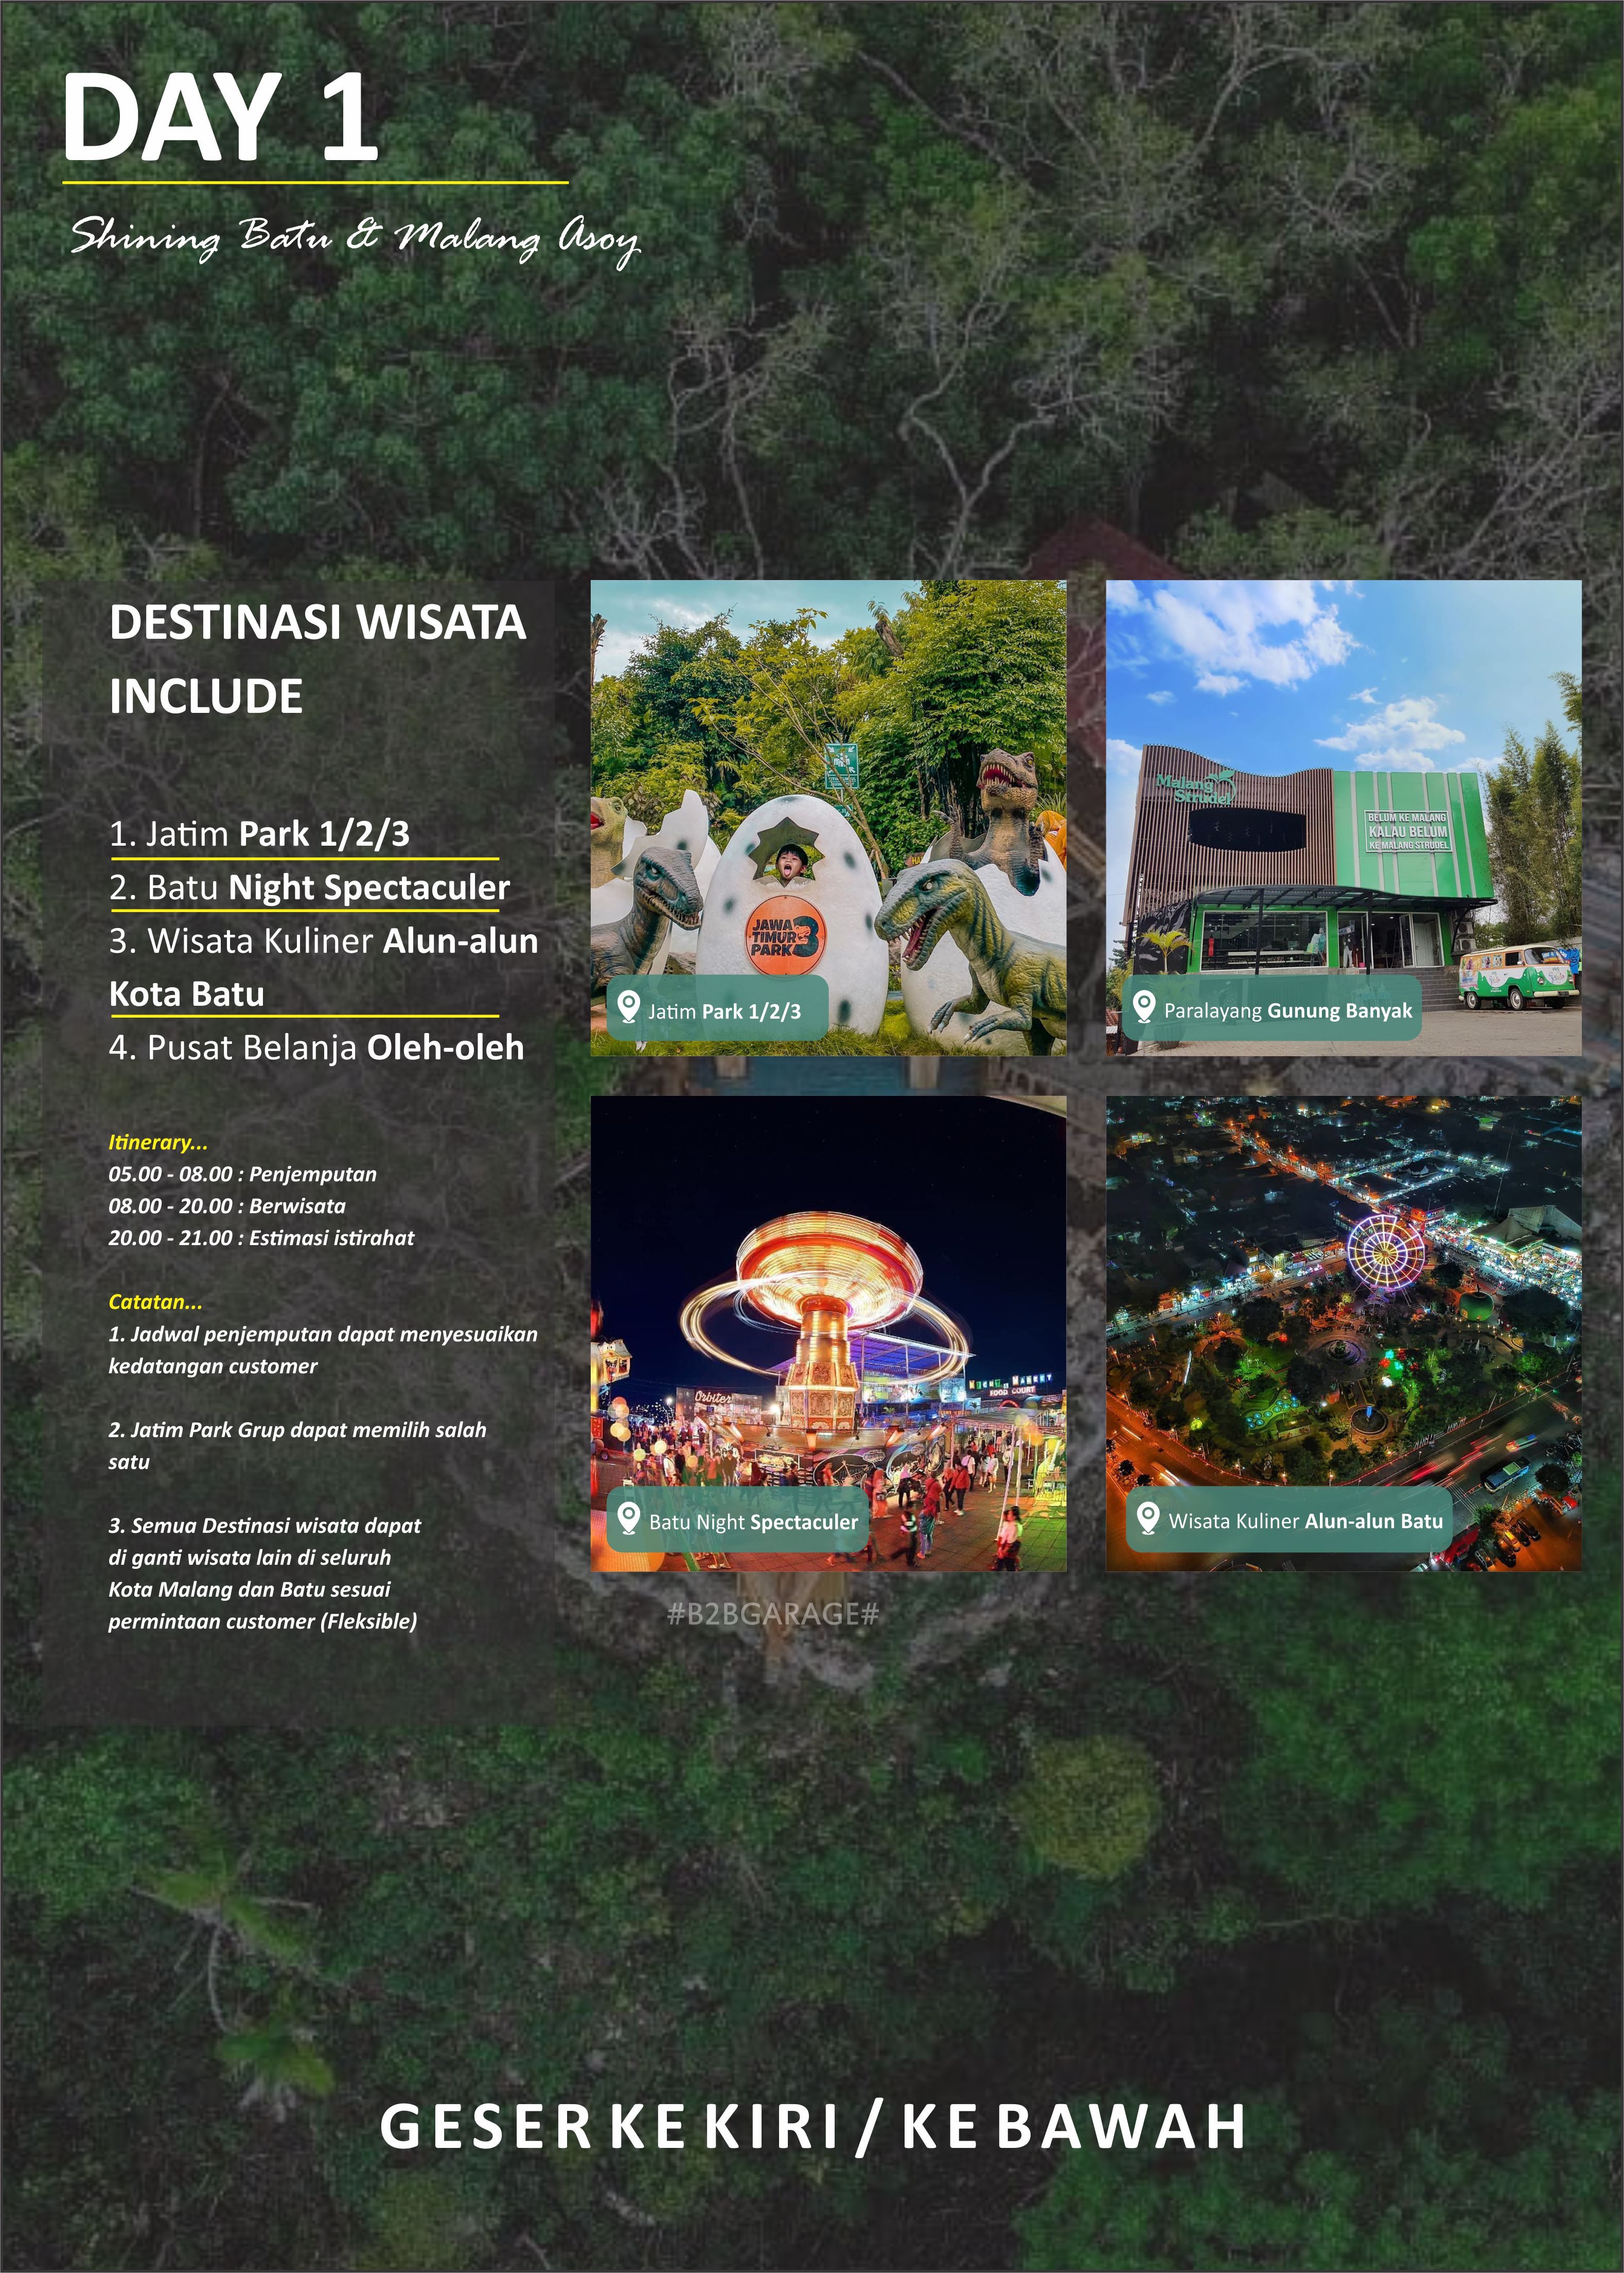 DAY 1
Shining Batu & Malang Asoy
DESTINASI WISATA
INCLUDE
1. Jatim Park 1/2/3
2. Batu Night Spectaculer
3. Wisata Kuliner Alun-alun
Kota Batu
4. Pusat Belanja Oleh-oleh
Itinerary...
05.00 - 08.00 : Penjemputan
08.00 - 20.00 : Berwisata
20.00 - 21.00 : Estimasi istirahat
Catatan...
1. Jadwal penjemputan dapat menyesuaikan
kedatangan customer
2. Jatim Park Grup dapat memilih salah
satu
3. Semua Destinasi wisata dapat
di ganti wisata lain di seluruh
Kota Malang dan Batu sesuai
permintaan customer (Fleksible)
JAWA
TIMUR
PARK 3
Jatim Park 1/2/3
Malang
Strudel
BELUM KE MALANG
KALAU BELUM
KE MALANG STRUDEL
Paralayang Gunung Banyak
Orbiter
NIGHT MARKET
FOOD COURT
Batu Night Spectaculer
Wisata Kuliner Alun-alun Batu
#B2BGARAGE#
GESER KE KIRI / KE BAWAH